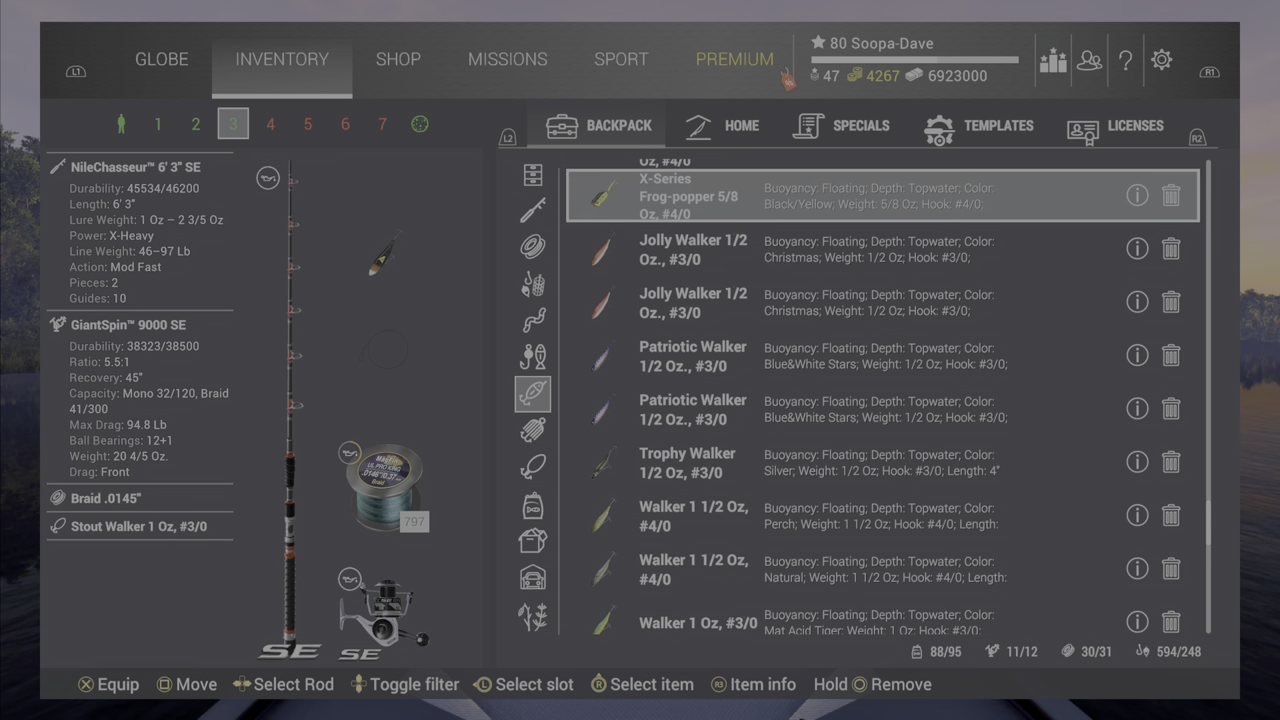 GLOBE INVENTORY SHOP MISSIONS SPORT PREMIUM
80 Soopa-Dave
47 4267 6923000
L1
R1
1 2 3 4 5 6 7
L2 BACKPACK HOME SPECIALS TEMPLATES LICENSES R2
NileChasseur™ 6' 3" SE
Durability: 45534/46200
Length: 6' 3"
Lure Weight: 1 Oz – 2 3/5 Oz
Power: X-Heavy
Line Weight: 46–97 Lb
Action: Mod Fast
Pieces: 2
Guides: 10
GiantSpin™ 9000 SE
Durability: 38323/38500
Ratio: 5.5:1
Recovery: 45"
Capacity: Mono 32/120, Braid
41/300
Max Drag: 94.8 Lb
Ball Bearings: 12+1
Weight: 20 4/5 Oz.
Drag: Front
Braid .0145"
Stout Walker 1 Oz, #3/0
797
SE
SE
Oz, #4/0
X-Series
Frog-popper 5/8
Oz, #4/0
Buoyancy: Floating; Depth: Topwater; Color:
Black/Yellow; Weight: 5/8 Oz; Hook: #4/0;
Jolly Walker 1/2
Oz., #3/0
Buoyancy: Floating; Depth: Topwater; Color:
Christmas; Weight: 1/2 Oz; Hook: #3/0;
Jolly Walker 1/2
Oz., #3/0
Buoyancy: Floating; Depth: Topwater; Color:
Christmas; Weight: 1/2 Oz; Hook: #3/0;
Patriotic Walker
1/2 Oz., #3/0
Buoyancy: Floating; Depth: Topwater; Color:
Blue&White Stars; Weight: 1/2 Oz; Hook: #3/0;
Patriotic Walker
1/2 Oz., #3/0
Buoyancy: Floating; Depth: Topwater; Color:
Blue&White Stars; Weight: 1/2 Oz; Hook: #3/0;
Trophy Walker
1/2 Oz, #3/0
Buoyancy: Floating; Depth: Topwater; Color:
Silver; Weight: 1/2 Oz; Hook: #3/0; Length: 4"
Walker 1 1/2 Oz,
#4/0
Buoyancy: Floating; Depth: Topwater; Color:
Perch; Weight: 1 1/2 Oz; Hook: #4/0; Length:
Walker 1 1/2 Oz,
#4/0
Buoyancy: Floating; Depth: Topwater; Color:
Natural; Weight: 1 1/2 Oz; Hook: #4/0; Length:
Walker 1 Oz, #3/0
Buoyancy: Floating; Depth: Topwater; Color:
Mat Acid Tiger; Weight: 1 Oz; Hook: #3/0;
88/95 11/12 30/31 594/248
Equip Move Select Rod Toggle filter L Select slot R Select item R3 Item info Hold Remove